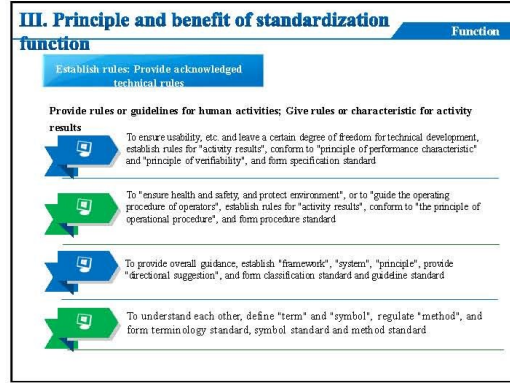 III. Principle and benefit of standardization
function
Function
Establish rules: Provide acknowledged
technical rules
Provide rules or guidelines for human activities; Give rules or characteristic for activity
results
To ensure usability, etc. and leave a certain degree of freedom for technical development,
establish rules for "activity results", conform to "principle of performance characteristic"
and "principle of verifiability", and form specification standard
To "ensure health and safety, and protect environment", or to "guide the operating
procedure of operators", establish rules for "activity results", conform to "the principle of
operational procedure", and form procedure standard
To provide overall guidance, establish "framework", "system", "principle", provide
"directional suggestion", and form classification standard and guideline standard
To understand each other, define "term" and "symbol", regulate "method", and
form terminology standard, symbol standard and method standard